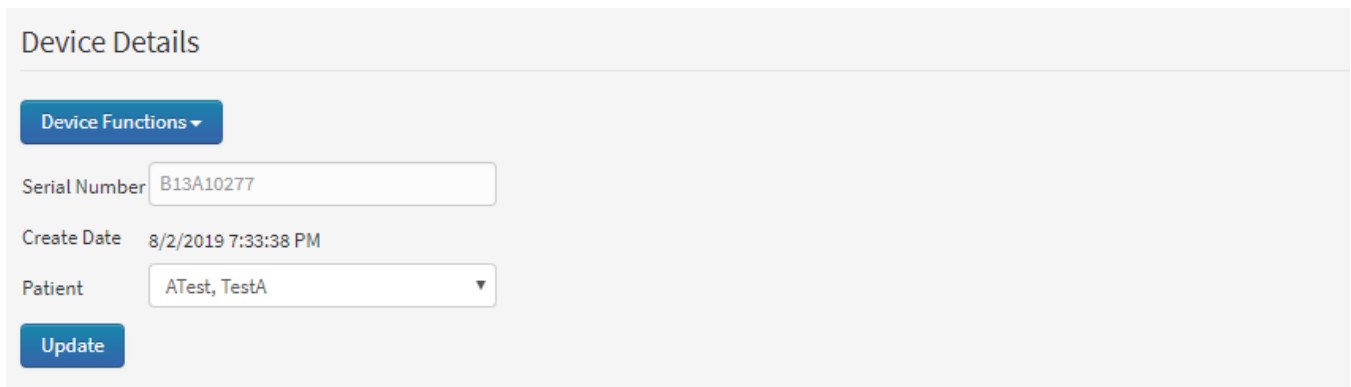 Device Details
Device Functions
Serial Number B13A10277
Create Date 8/2/2019 7:33:38 PM
Patient ATest, TestA
Update